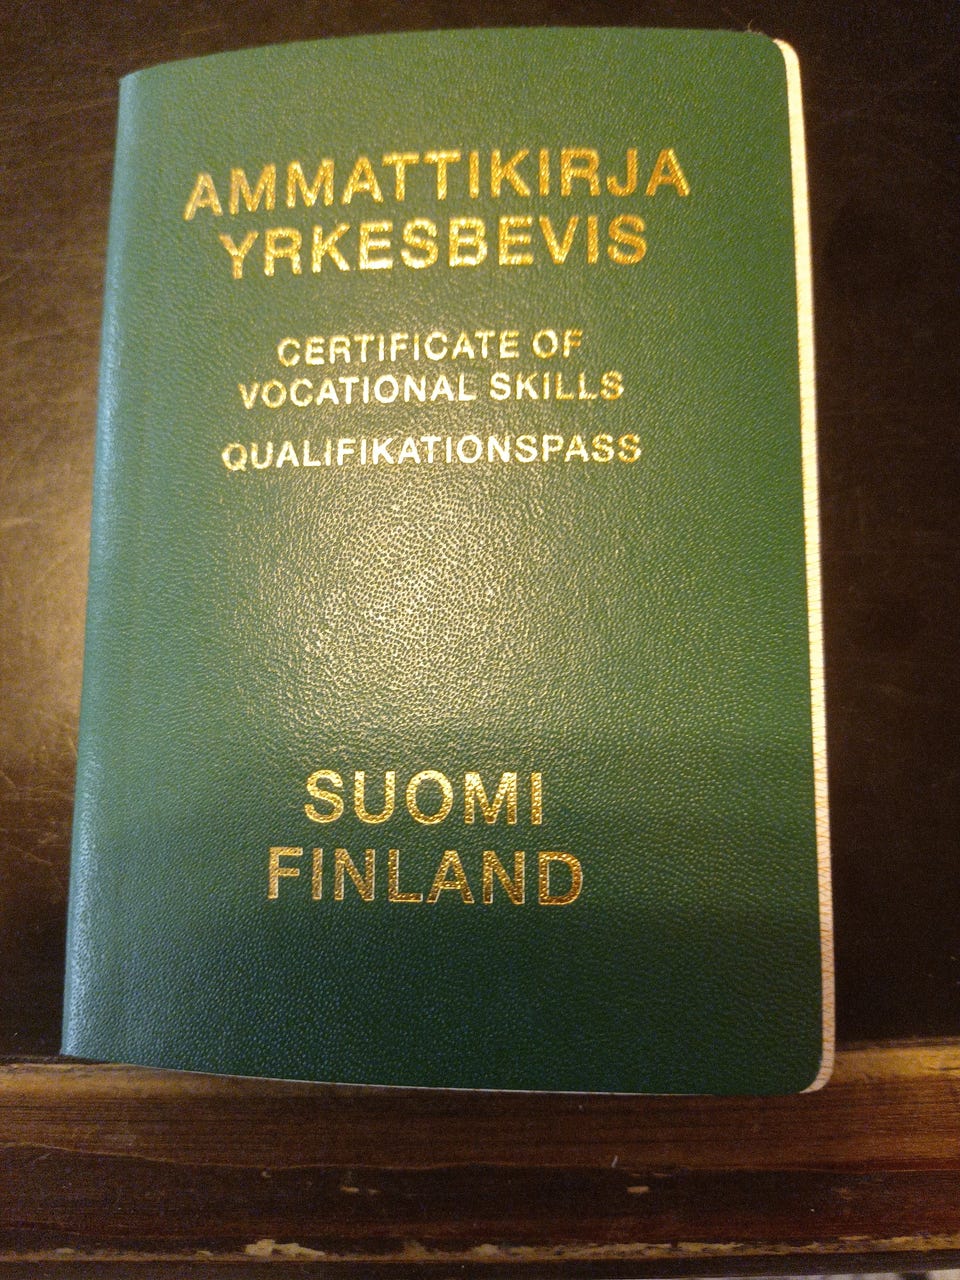 AMMATTIKIRJA
YRKESBEVIS
CERTIFICATE OF
VOCATIONAL SKILLS
QUALIFIKATIONSPASS
SUOMI
FINLAND